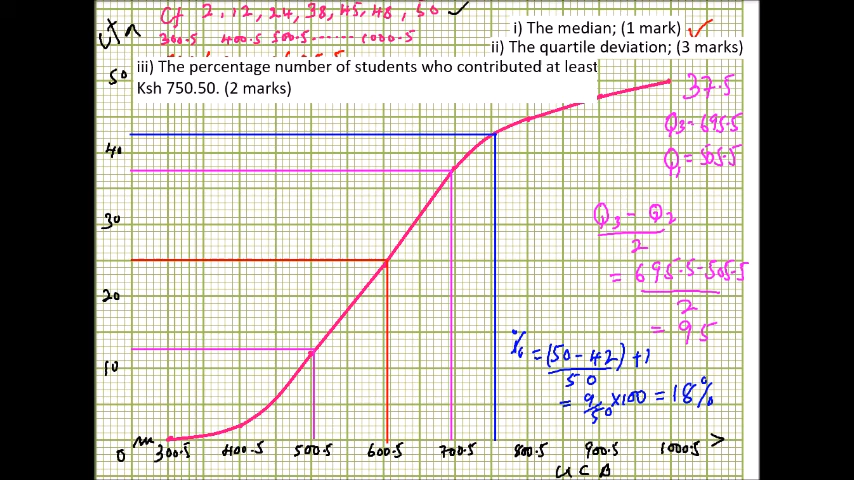 Cf 2, 12, 24, 38, 45, 48, 50
300.5 400.5 500.5 ...... 1000.5
i) The median; (1 mark)
ii) The quartile deviation; (3 marks)
iii) The percentage number of students who contributed at least
Ksh 750.50. (2 marks)
50
40
30
20
10
0
37.5
Q3 = 695.5
Q1 = 505.5
Q3 - Q2
2
= 695.5 - 505.5
2
= 95
% = (50 - 42) + 1
50
= 9/50 × 100 = 18%
300.5 400.5 500.5 600.5 700.5 800.5 900.5 1000.5
UCB